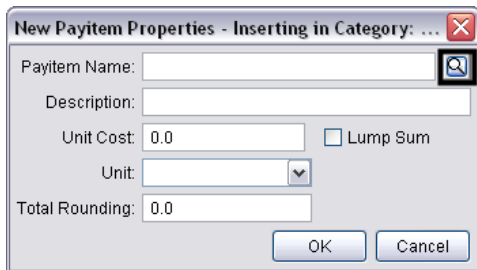 New Payitem Properties - Inserting in Category: ...
Payitem Name:
Description:
Unit Cost: 0.0 Lump Sum
Unit:
Total Rounding: 0.0
OK Cancel